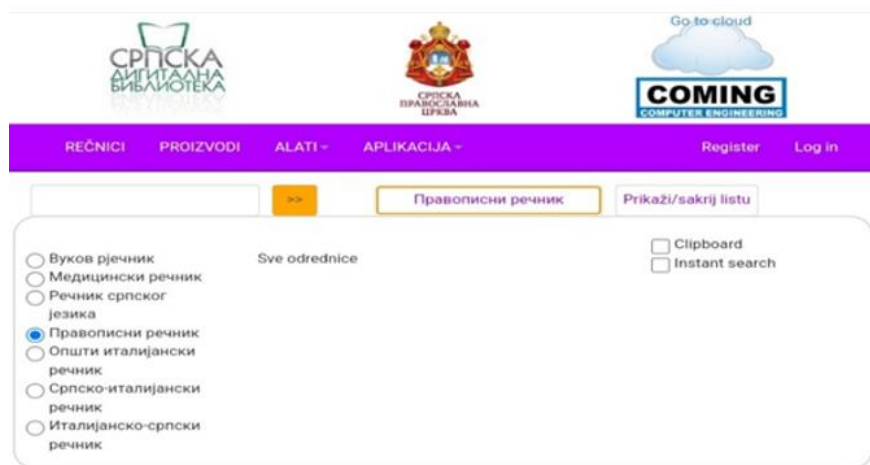 СРПСКА
ДИГИТАЛНА
БИБЛИОТЕКА
СРПСКА
ПРАВОСЛАВНА
ЦРКВА
Go to cloud
COMING
COMPUTER ENGINEERING
REČNICI PROIZVODI ALATI APLIKACIJA Register Log in
>> Правописни речник Prikaži/sakrij listu
Вуков рјечник
Медицински речник
Речник српског
језика
Правописни речник
Општи италијански
речник
Српско-италијански
речник
Италијанско-српски
речник
Sve odrednice
Clipboard
Instant search